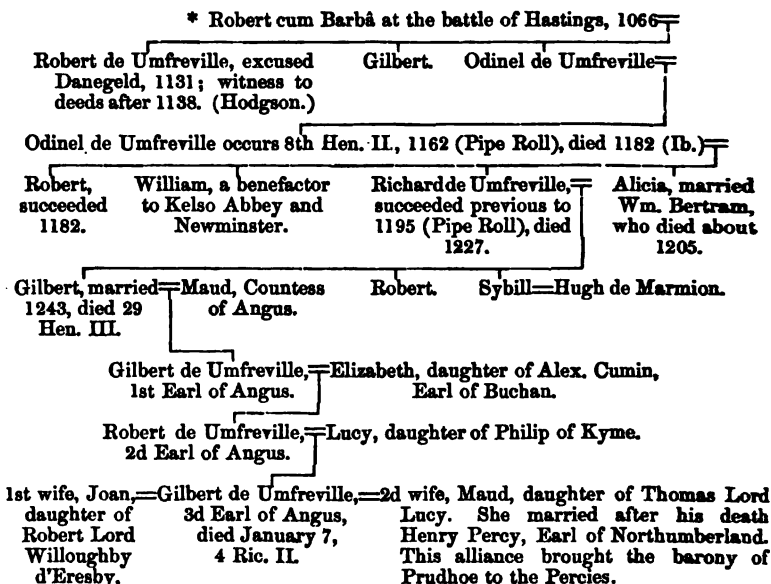 * Robert cum Barbâ at the battle of Hastings, 1066
Robert de Umfreville, excused
Danegeld, 1131; witness to
deeds after 1138. (Hodgson.)
Gilbert.
Odinel de Umfreville
Odinel de Umfreville occurs 8th Hen. II., 1162 (Pipe Roll), died 1182 (Ib.)
Robert,
succeeded
1182.
William, a benefactor
to Kelso Abbey and
Newminster.
Richard de Umfreville,
succeeded previous to
1195 (Pipe Roll), died
1227.
Alicia, married
Wm. Bertram,
who died about
1205.
Gilbert, married
1243, died 29
Hen. III.
Maud, Countess
of Angus.
Robert.
Sybill=Hugh de Marmion.
Gilbert de Umfreville,
1st Earl of Angus.
Elizabeth, daughter of Alex. Cumin,
Earl of Buchan.
Robert de Umfreville,
2d Earl of Angus.
Lucy, daughter of Philip of Kyme.
1st wife, Joan,
daughter of
Robert Lord
Willoughby
d'Eresby.
=Gilbert de Umfreville,=
3d Earl of Angus,
died January 7,
4 Ric. II.
2d wife, Maud, daughter of Thomas Lord
Lucy. She married after his death
Henry Percy, Earl of Northumberland.
This alliance brought the barony of
Prudhoe to the Percies.